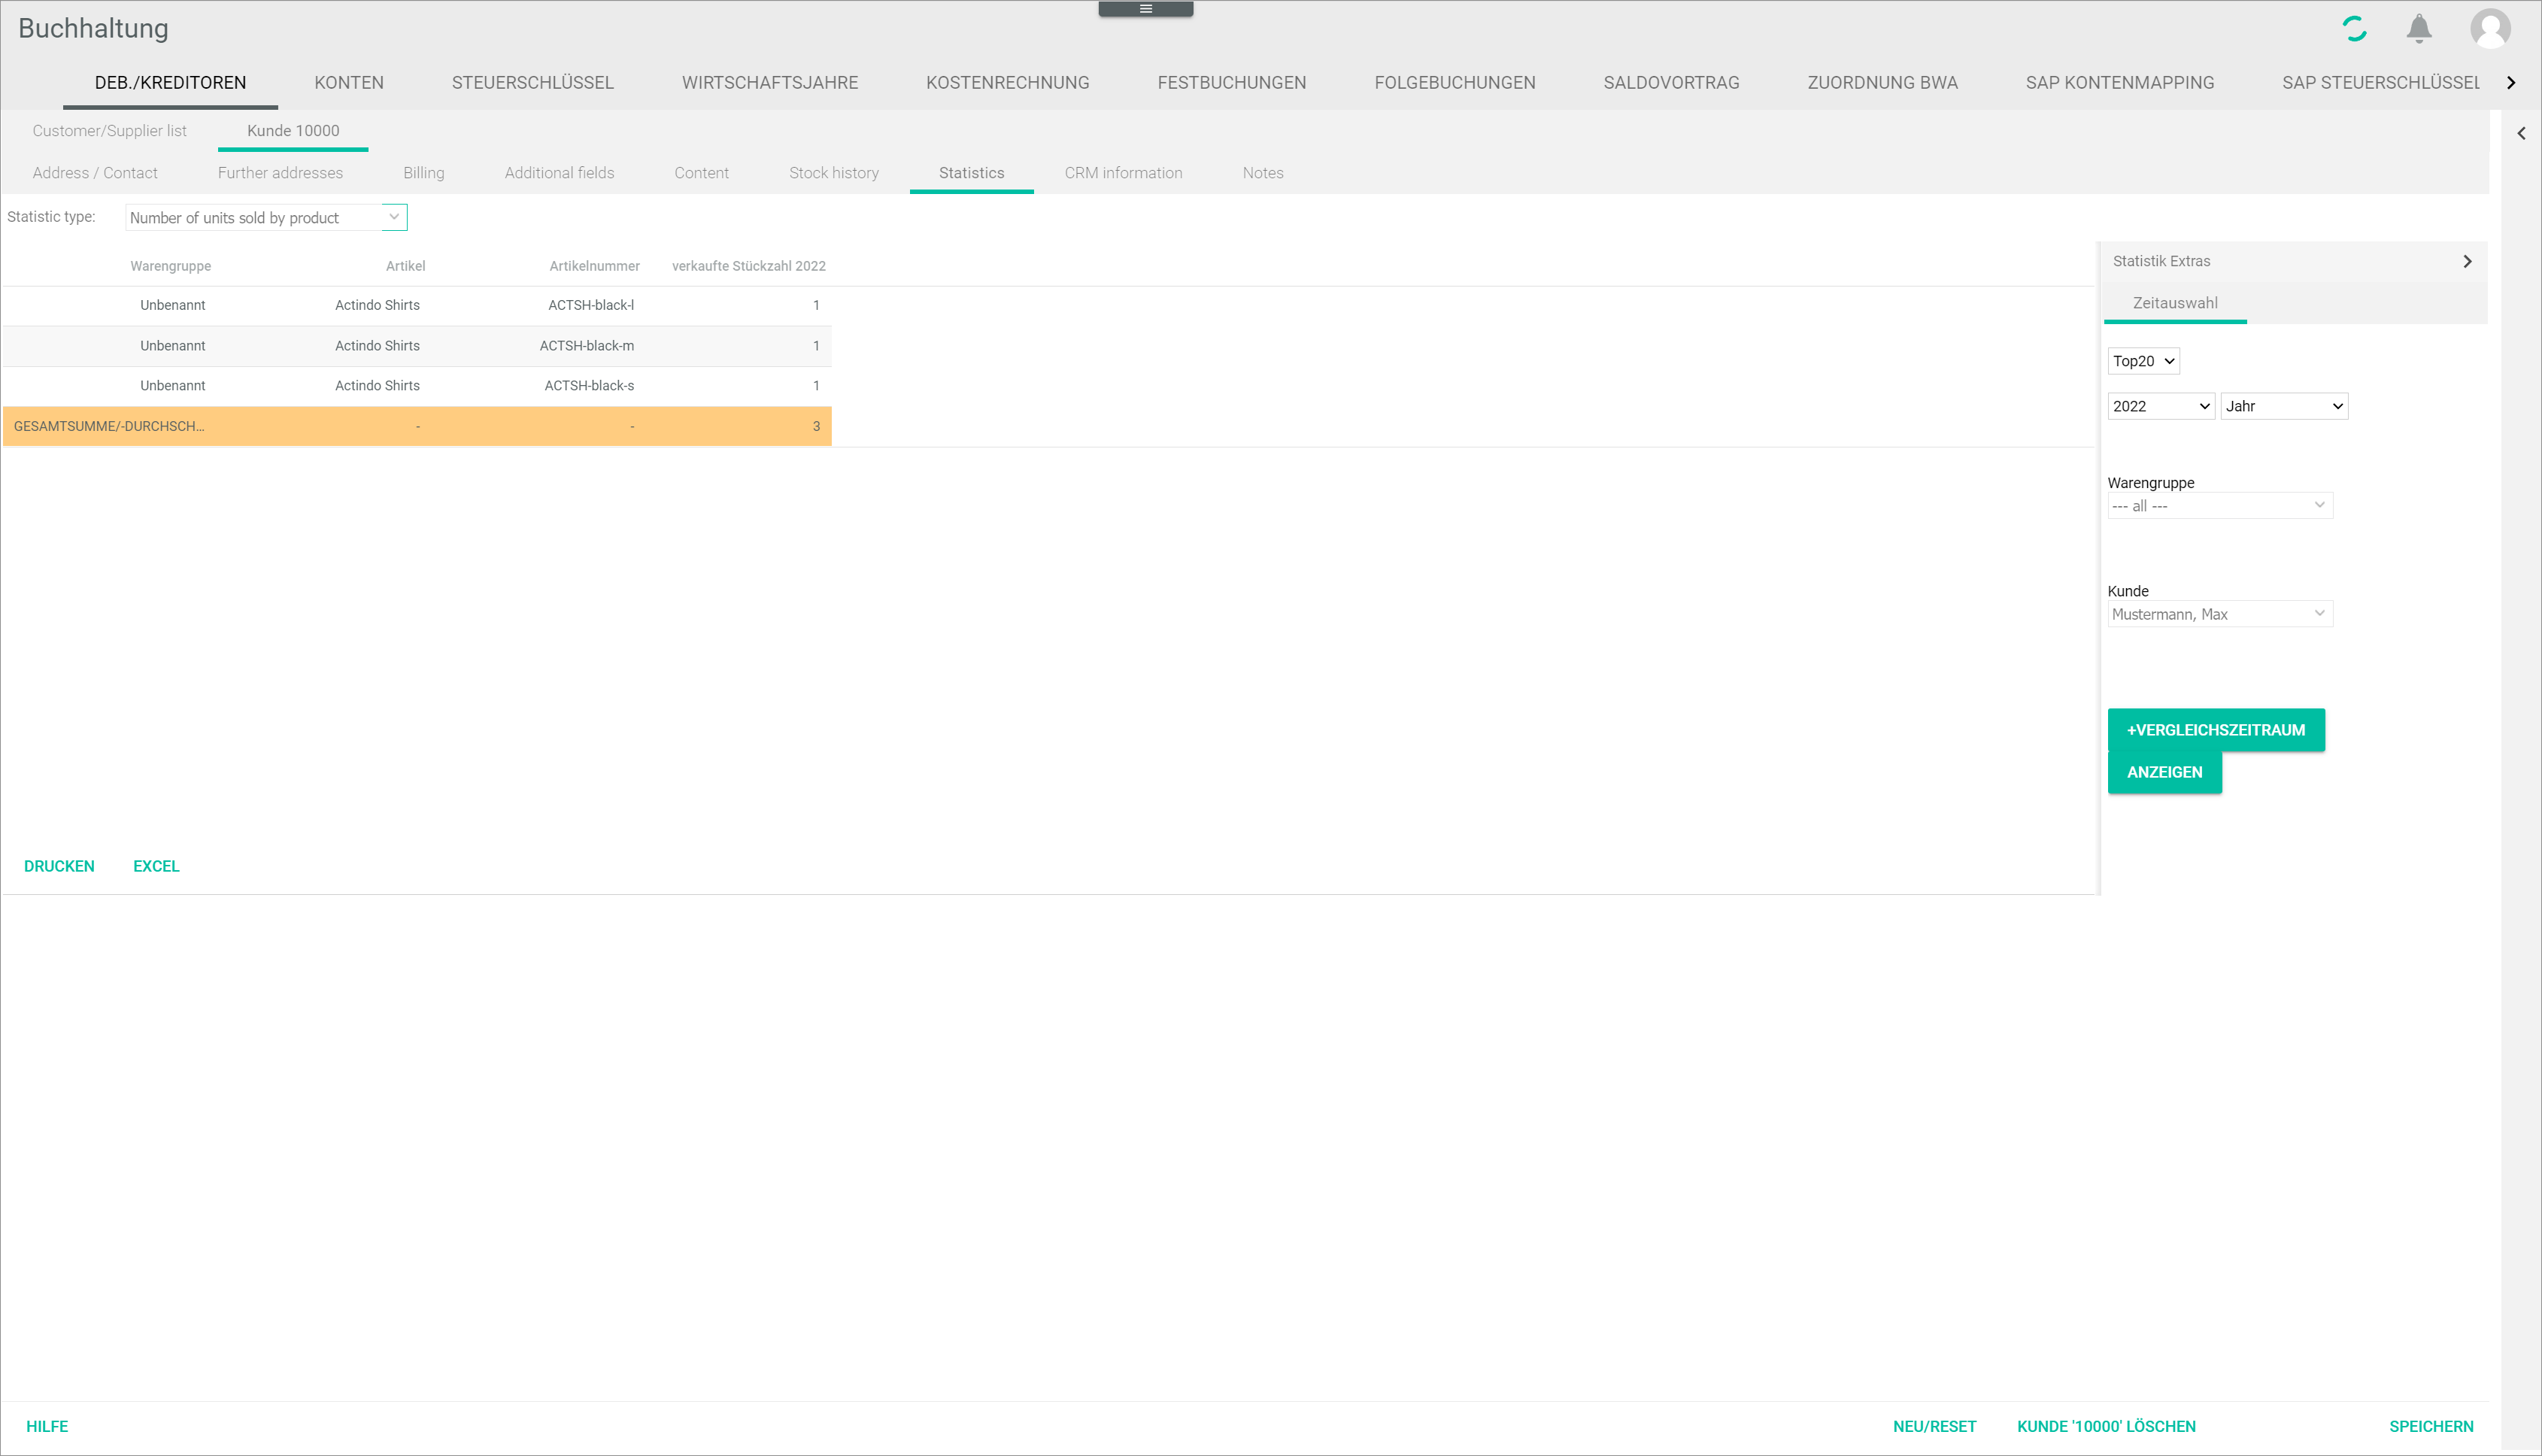 Buchhaltung
DEB./KREDITOREN KONTEN STEUERSCHLÜSSEL WIRTSCHAFTSJAHRE KOSTENRECHNUNG FESTBUCHUNGEN FOLGEBUCHUNGEN SALDOVORTRAG ZUORDNUNG BWA SAP KONTENMAPPING SAP STEUERSCHLÜSSEL
Customer/Supplier list Kunde 10000
Address / Contact Further addresses Billing Additional fields Content Stock history Statistics CRM information Notes
Statistic type: Number of units sold by product
Warengruppe Artikel Artikelnummer verkaufte Stückzahl 2022
Unbenannt Actindo Shirts ACTSH-black-l 1
Unbenannt Actindo Shirts ACTSH-black-m 1
Unbenannt Actindo Shirts ACTSH-black-s 1
GESAMTSUMME/-DURCHSCH... - - 3
DRUCKEN EXCEL
Statistik Extras
Zeitauswahl
Top20
2022 Jahr
Warengruppe
--- all ---
Kunde
Mustermann, Max
+VERGLEICHSZEITRAUM
ANZEIGEN
HILFE NEU/RESET KUNDE '10000' LÖSCHEN SPEICHERN